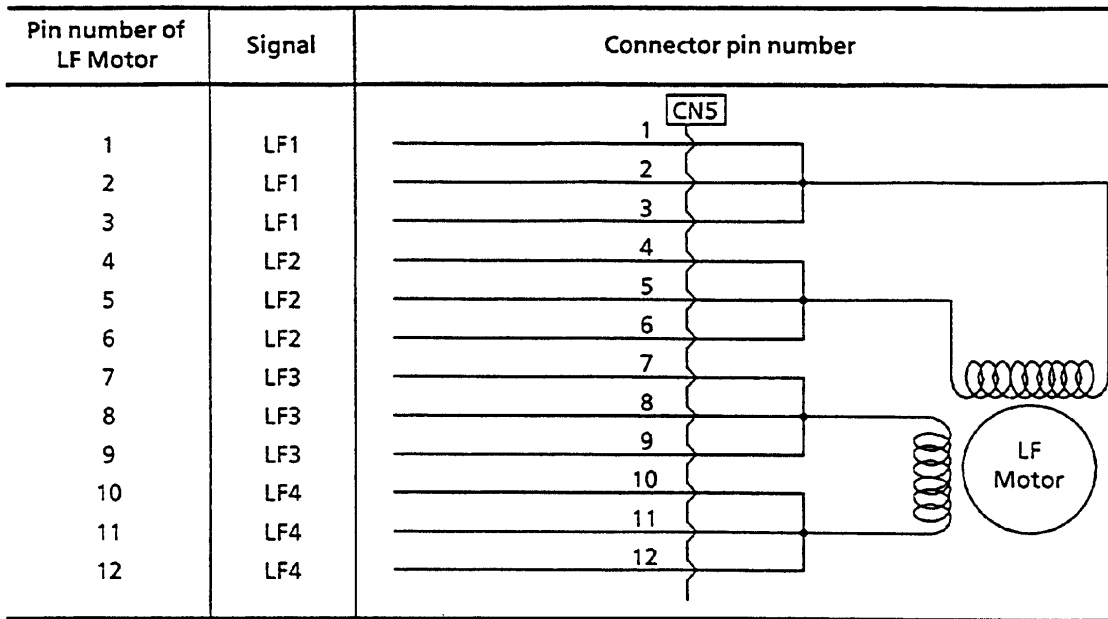 Pin number of LF Motor Signal Connector pin number
CN5
1 LF1 1
2 LF1 2
3 LF1 3
4 LF2 4
5 LF2 5
6 LF2 6
7 LF3 7
8 LF3 8
9 LF3 9
10 LF4 10
11 LF4 11
12 LF4 12
LF
Motor